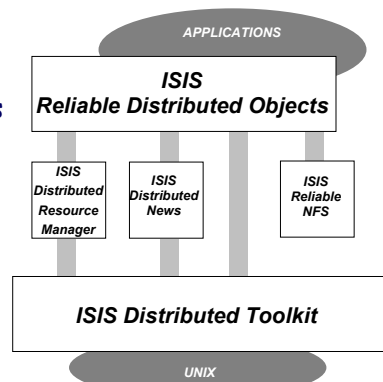 APPLICATIONS
ISIS
Reliable Distributed Objects
s
ISIS
Distributed
Resource
Manager
ISIS
Distributed
News
ISIS
Reliable
NFS
ISIS Distributed Toolkit
UNIX